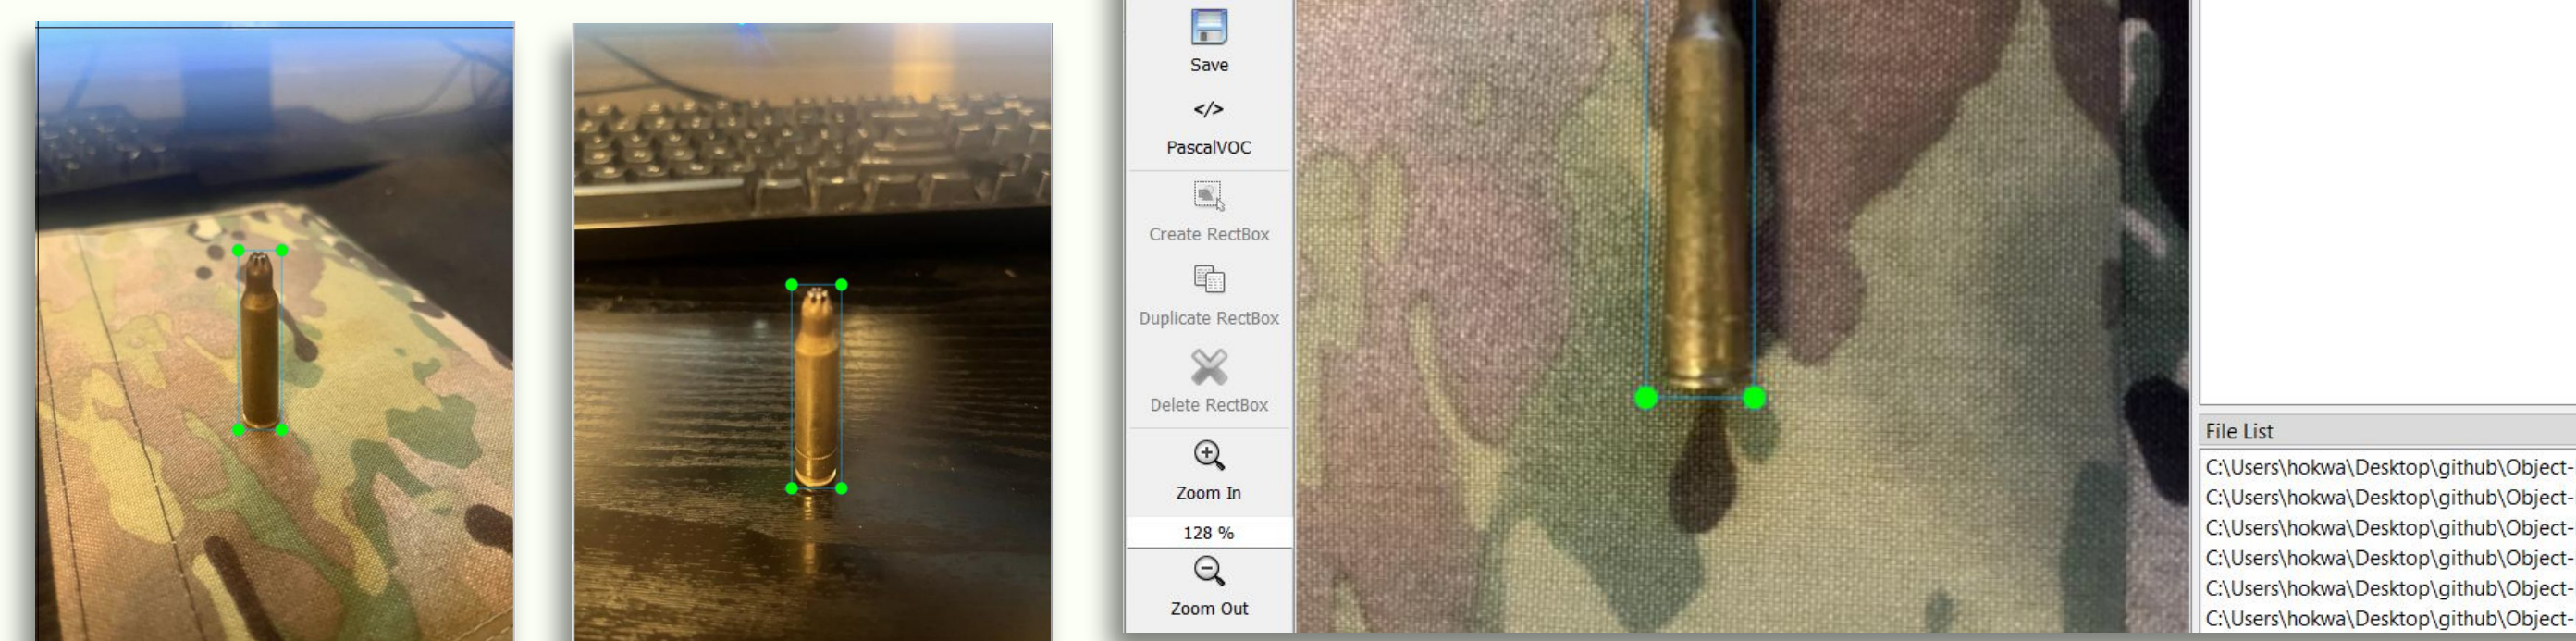 Save
</>
PascalVOC
Create RectBox
Duplicate RectBox
Delete RectBox
Zoom In
128 %
Zoom Out
File List
C:\Users\hokwa\Desktop\github\Object-
C:\Users\hokwa\Desktop\github\Object-
C:\Users\hokwa\Desktop\github\Object-
C:\Users\hokwa\Desktop\github\Object-
C:\Users\hokwa\Desktop\github\Object-
C:\Users\hokwa\Desktop\github\Object-